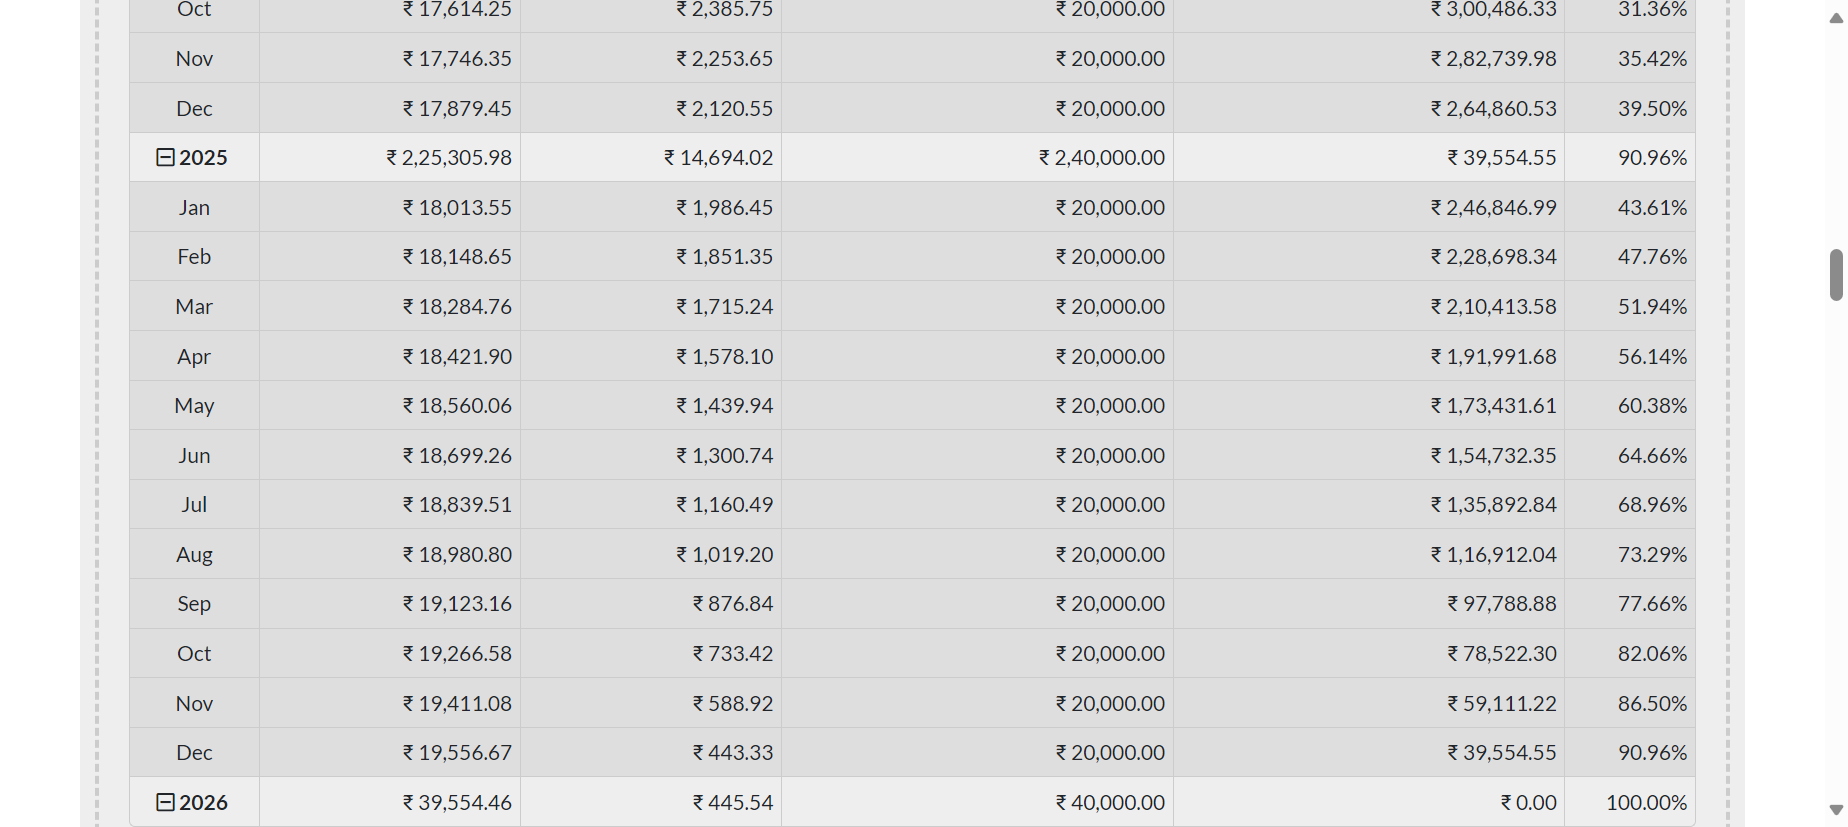 Oct ₹ 17,614.25 ₹ 2,385.75 ₹ 20,000.00 ₹ 3,00,486.33 31.36%
Nov ₹ 17,746.35 ₹ 2,253.65 ₹ 20,000.00 ₹ 2,82,739.98 35.42%
Dec ₹ 17,879.45 ₹ 2,120.55 ₹ 20,000.00 ₹ 2,64,860.53 39.50%
2025 ₹ 2,25,305.98 ₹ 14,694.02 ₹ 2,40,000.00 ₹ 39,554.55 90.96%
Jan ₹ 18,013.55 ₹ 1,986.45 ₹ 20,000.00 ₹ 2,46,846.99 43.61%
Feb ₹ 18,148.65 ₹ 1,851.35 ₹ 20,000.00 ₹ 2,28,698.34 47.76%
Mar ₹ 18,284.76 ₹ 1,715.24 ₹ 20,000.00 ₹ 2,10,413.58 51.94%
Apr ₹ 18,421.90 ₹ 1,578.10 ₹ 20,000.00 ₹ 1,91,991.68 56.14%
May ₹ 18,560.06 ₹ 1,439.94 ₹ 20,000.00 ₹ 1,73,431.61 60.38%
Jun ₹ 18,699.26 ₹ 1,300.74 ₹ 20,000.00 ₹ 1,54,732.35 64.66%
Jul ₹ 18,839.51 ₹ 1,160.49 ₹ 20,000.00 ₹ 1,35,892.84 68.96%
Aug ₹ 18,980.80 ₹ 1,019.20 ₹ 20,000.00 ₹ 1,16,912.04 73.29%
Sep ₹ 19,123.16 ₹ 876.84 ₹ 20,000.00 ₹ 97,788.88 77.66%
Oct ₹ 19,266.58 ₹ 733.42 ₹ 20,000.00 ₹ 78,522.30 82.06%
Nov ₹ 19,411.08 ₹ 588.92 ₹ 20,000.00 ₹ 59,111.22 86.50%
Dec ₹ 19,556.67 ₹ 443.33 ₹ 20,000.00 ₹ 39,554.55 90.96%
2026 ₹ 39,554.46 ₹ 445.54 ₹ 40,000.00 ₹ 0.00 100.00%